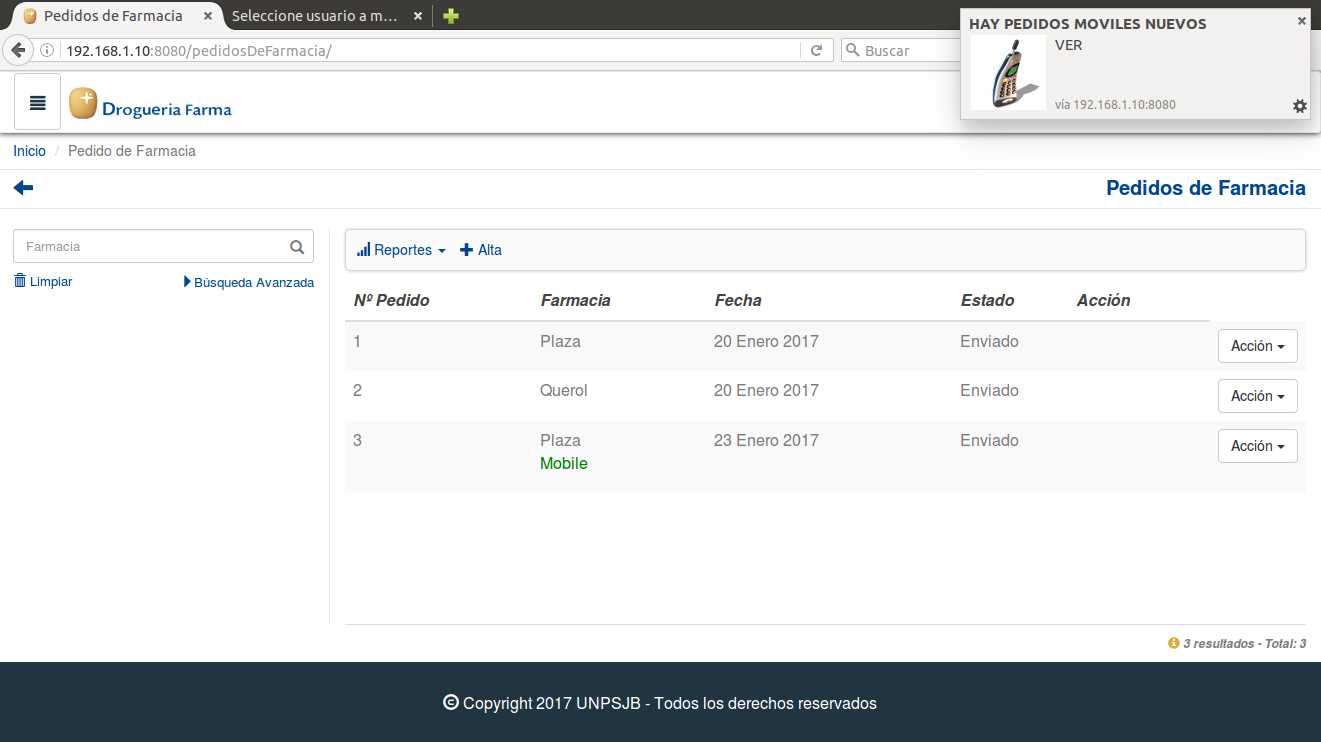 Pedidos de Farmacia
Seleccione usuario a m...
192.168.1.10:8080/pedidosDeFarmacia/
Buscar
HAY PEDIDOS MOVILES NUEVOS
VER
vía 192.168.1.10:8080
Drogueria Farma
Inicio / Pedido de Farmacia
Pedidos de Farmacia
Farmacia
Limpiar
Búsqueda Avanzada
Reportes
Alta
Nº Pedido Farmacia Fecha Estado Acción
1 Plaza 20 Enero 2017 Enviado Acción
2 Querol 20 Enero 2017 Enviado Acción
3 Plaza 23 Enero 2017 Enviado Acción
Mobile
3 resultados - Total: 3
© Copyright 2017 UNPSJB - Todos los derechos reservados